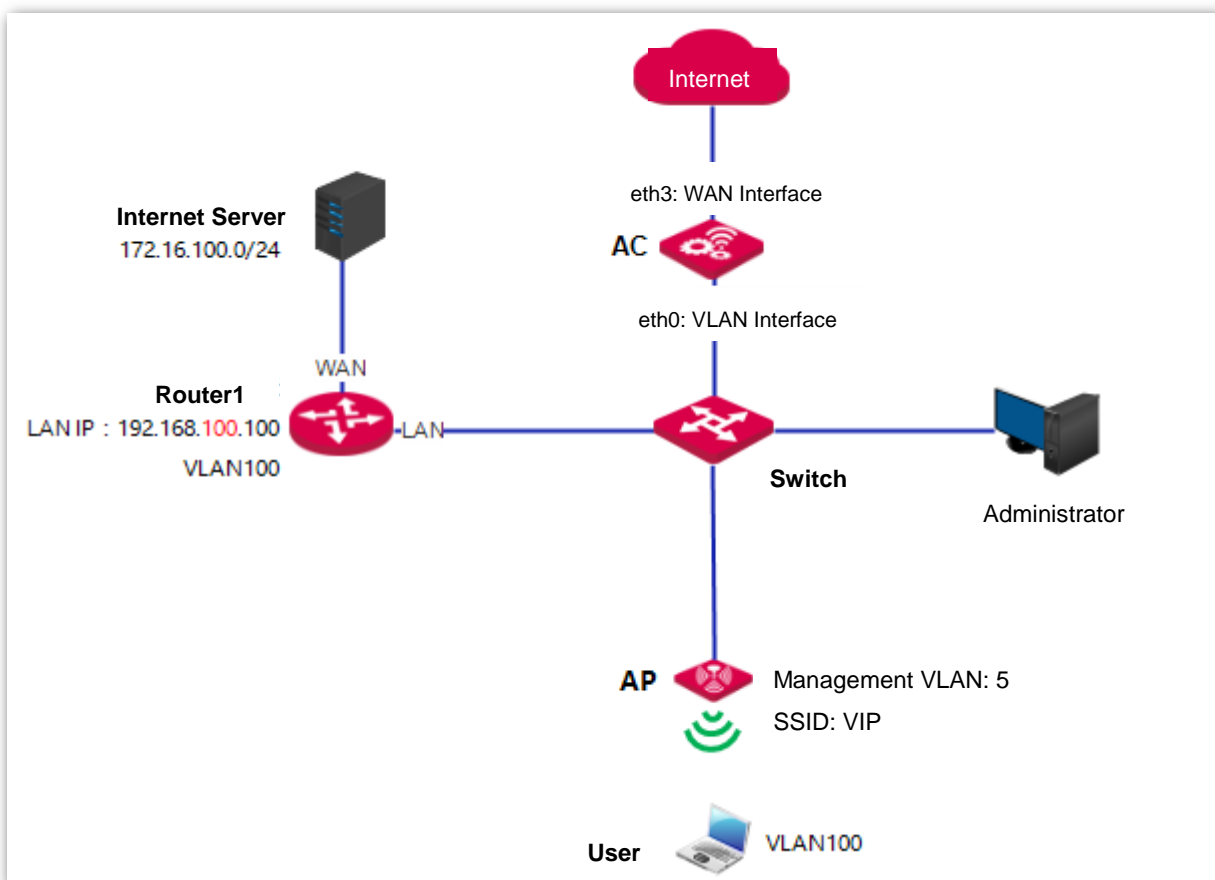 Internet
eth3: WAN Interface
Internet Server
172.16.100.0/24
AC
eth0: VLAN Interface
WAN
Router1
LAN IP : 192.168.100.100
LAN
VLAN100
Switch
Administrator
AP
Management VLAN: 5
SSID: VIP
User
VLAN100